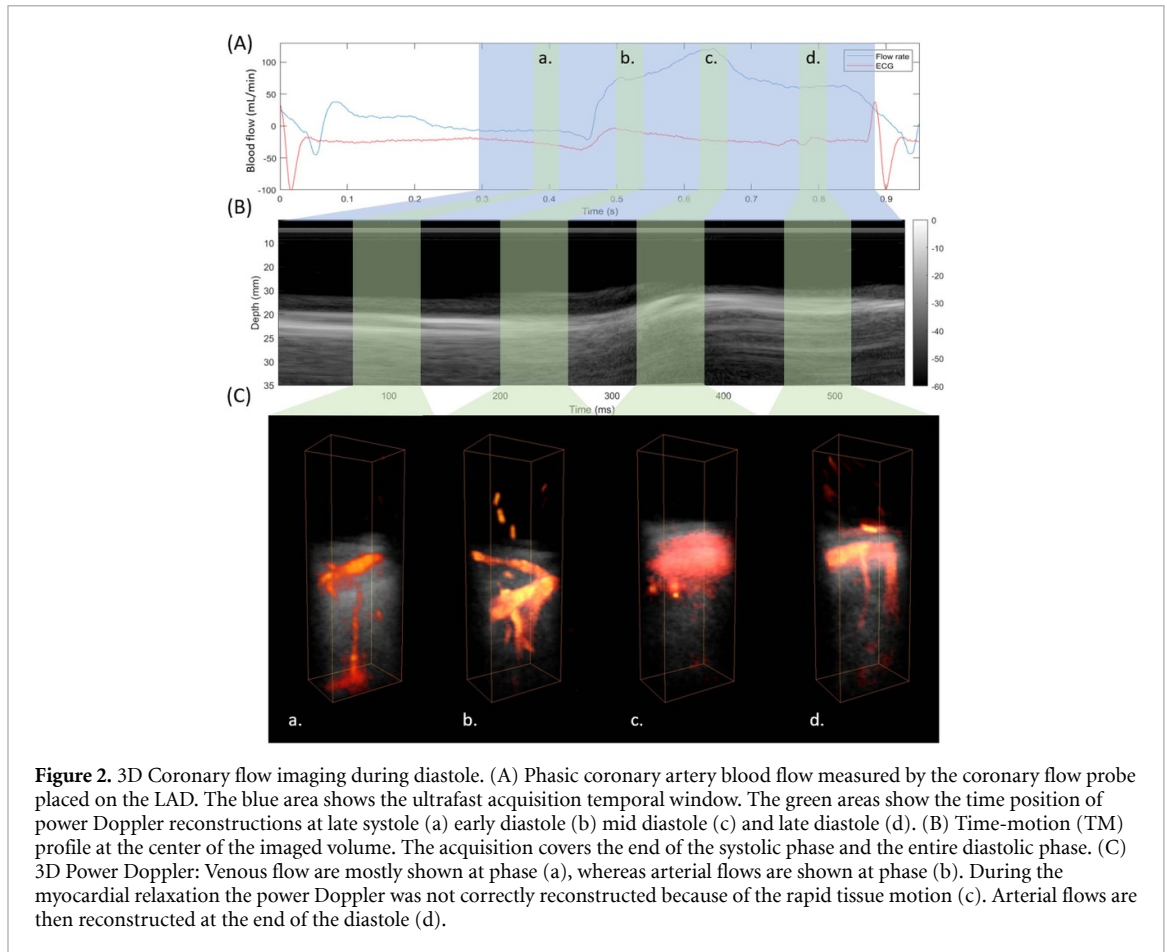 (A)
a.
b.
c.
d.
Flow rate
ECG
Blood flow (mL/min)
100
50
0
-50
-100
0
0.1
0.2
0.3
0.4
0.5
0.6
0.7
0.8
0.9
Time (s)
(B)
Depth (mm)
10
20
30
20
25
30
35
0
-10
-20
-30
-40
-50
-60
100
200
300
400
500
Time (ms)
(C)
a.
b.
c.
d.
Figure 2. 3D Coronary flow imaging during diastole. (A) Phasic coronary artery blood flow measured by the coronary flow probe
placed on the LAD. The blue area shows the ultrafast acquisition temporal window. The green areas show the time position of
power Doppler reconstructions at late systole (a) early diastole (b) mid diastole (c) and late diastole (d). (B) Time-motion (TM)
profile at the center of the imaged volume. The acquisition covers the end of the systolic phase and the entire diastolic phase. (C)
3D Power Doppler: Venous flow are mostly shown at phase (a), whereas arterial flows are shown at phase (b). During the
myocardial relaxation the power Doppler was not correctly reconstructed because of the rapid tissue motion (c). Arterial flows are
then reconstructed at the end of the diastole (d).